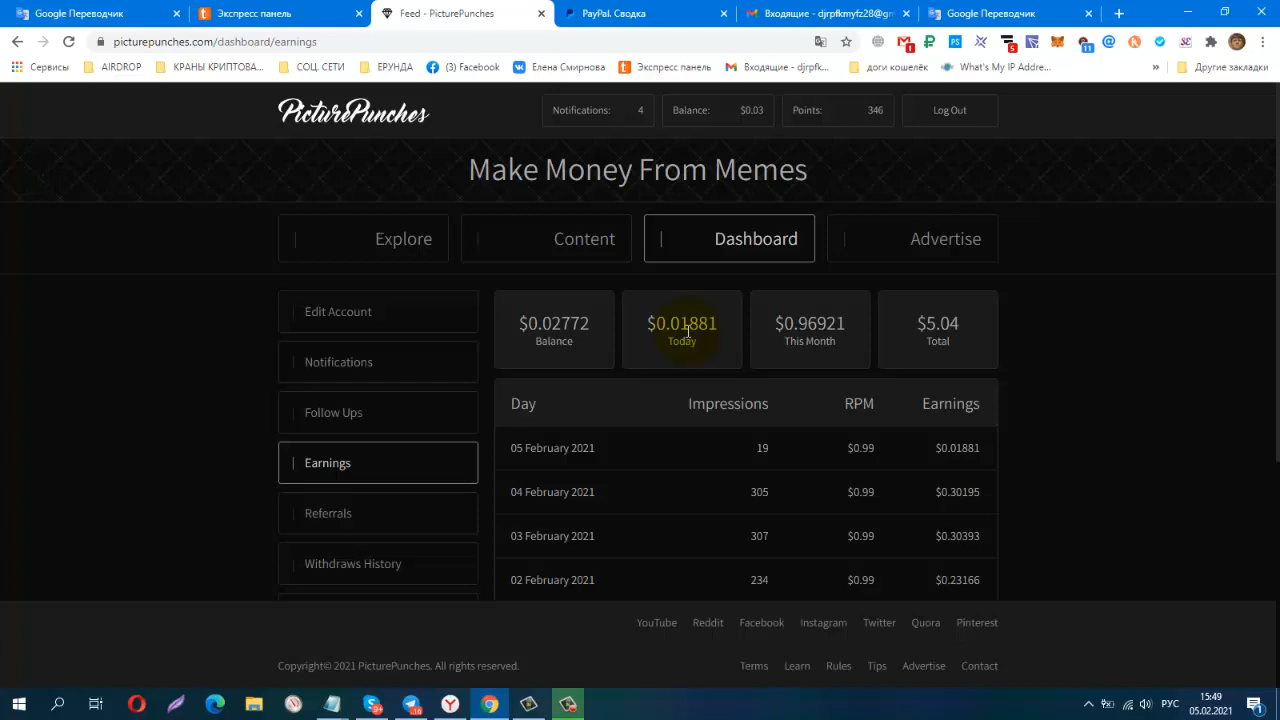 Google Переводчик
Экспресс панель
Feed - PicturePunches
PayPal. Сводка
Входящие - djrpfkmyfz28@gm
Google Переводчик
picturepunches.com/dashboard/earnings
1
5
11
Сервисы
AIRDROP
КРАНЫ КРИПТОВА...
СОЦ СЕТИ
ЕРУНДА
(3) Facebook
Елена Смирнова
Экспресс панель
Входящие - djrpfk...
доги кошелёк
What's My IP Addre...
»
Другие закладки
PicturePunches
Notifications: 4
Balance: $0.03
Points: 346
Log Out
Make Money From Memes
Explore
Content
Dashboard
Advertise
Edit Account
Notifications
Follow Ups
Earnings
Referrals
Withdraws History
$0.02772
Balance
$0.01881
Today
$0.96921
This Month
$5.04
Total
Day Impressions RPM Earnings
05 February 2021 19 $0.99 $0.01881
04 February 2021 305 $0.99 $0.30195
03 February 2021 307 $0.99 $0.30393
02 February 2021 234 $0.99 $0.23166
YouTube Reddit Facebook Instagram Twitter Quora Pinterest
Copyright© 2021 PicturePunches. All rights reserved.
Terms Learn Rules Tips Advertise Contact
РУС
15:49
05.02.2021